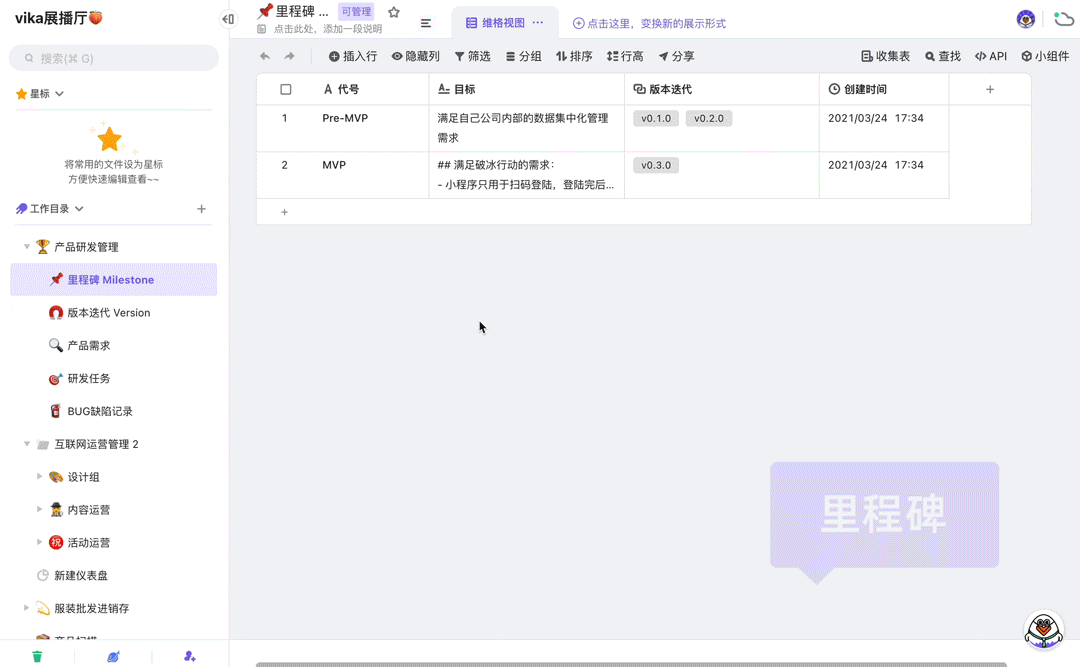 vika展播厅🍑
搜索(⌘ G)
星标
将常用的文件设为星标
方便快速编辑查看~~
工作目录
产品研发管理
里程碑 Milestone
版本迭代 Version
产品需求
研发任务
BUG缺陷记录
互联网运营管理 2
设计组
内容运营
祝 活动运营
新建仪表盘
服装批发进销存
里程碑 ... 可管理
点击此处，添加一段说明
维格视图 ...
点击这里，变换新的展示形式
插入行 隐藏列 筛选 分组 排序 行高 分享 收集表 查找 API 小组件
A 代号 目标 版本迭代 创建时间 +
1 Pre-MVP 满足自己公司内部的数据集中化管理 v0.1.0 v0.2.0 2021/03/24 17:34
需求
2 MVP ## 满足破冰行动的需求： v0.3.0 2021/03/24 17:34
- 小程序只用于扫码登陆，登陆完后...
+
里程碑